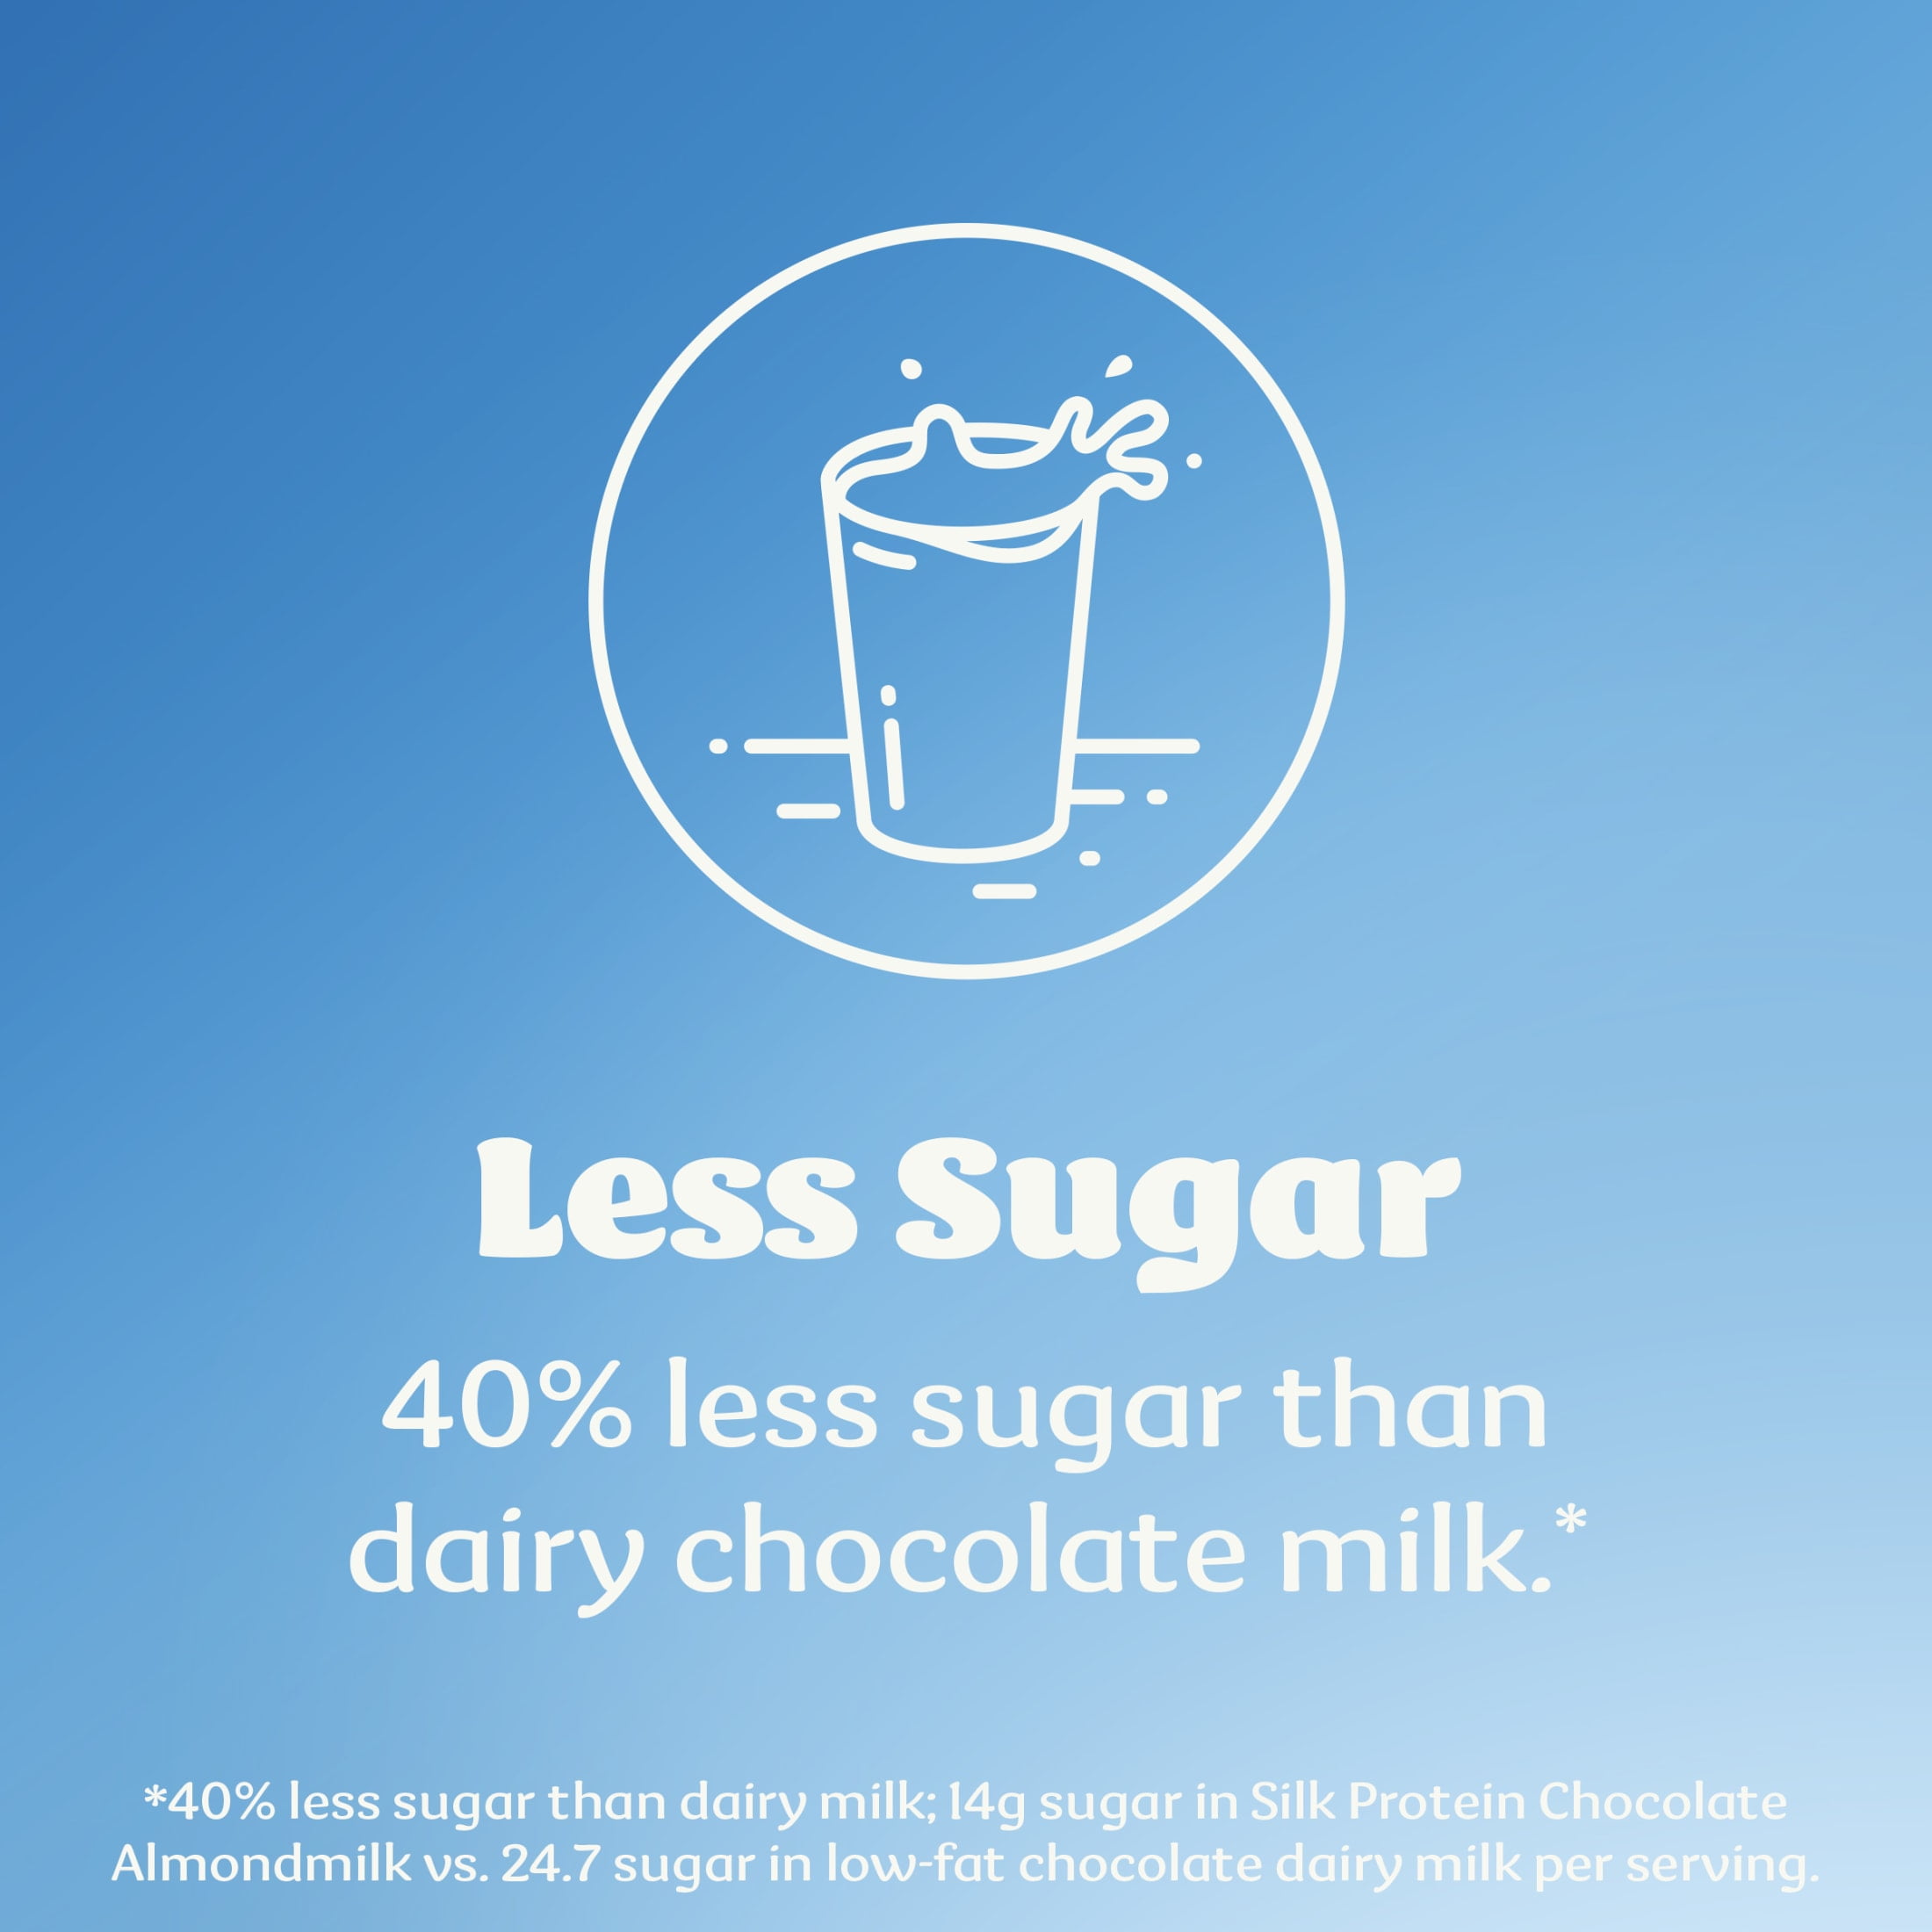 Less Sugar
40% less sugar than
dairy chocolate milk.*
*40% less sugar than dairy milk; 14g sugar in Silk Protein Chocolate
Almondmilk vs. 24.7 sugar in low-fat chocolate dairy milk per serving.